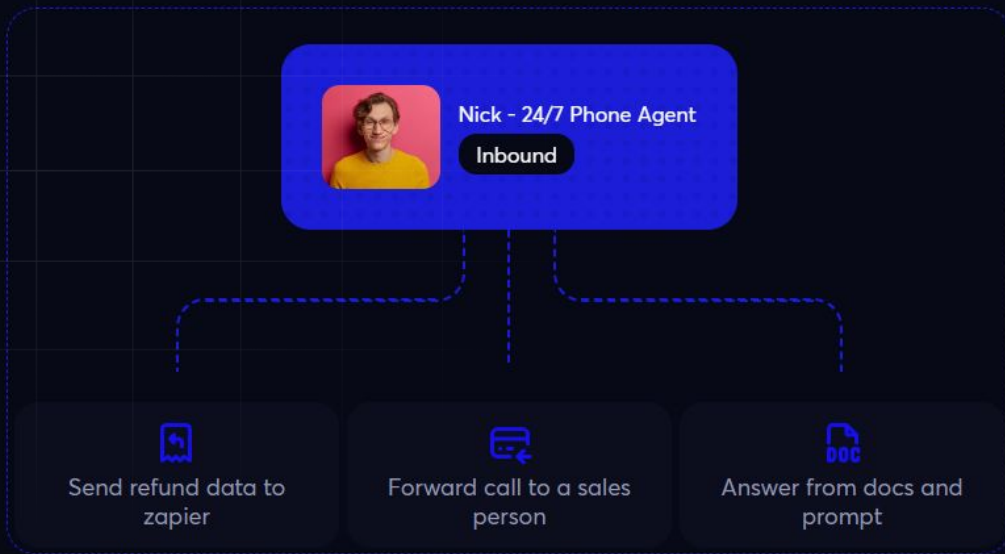 Nick - 24/7 Phone Agent
Inbound
Send refund data to
zapier
Forward call to a sales
person
DOC
Answer from docs and
prompt